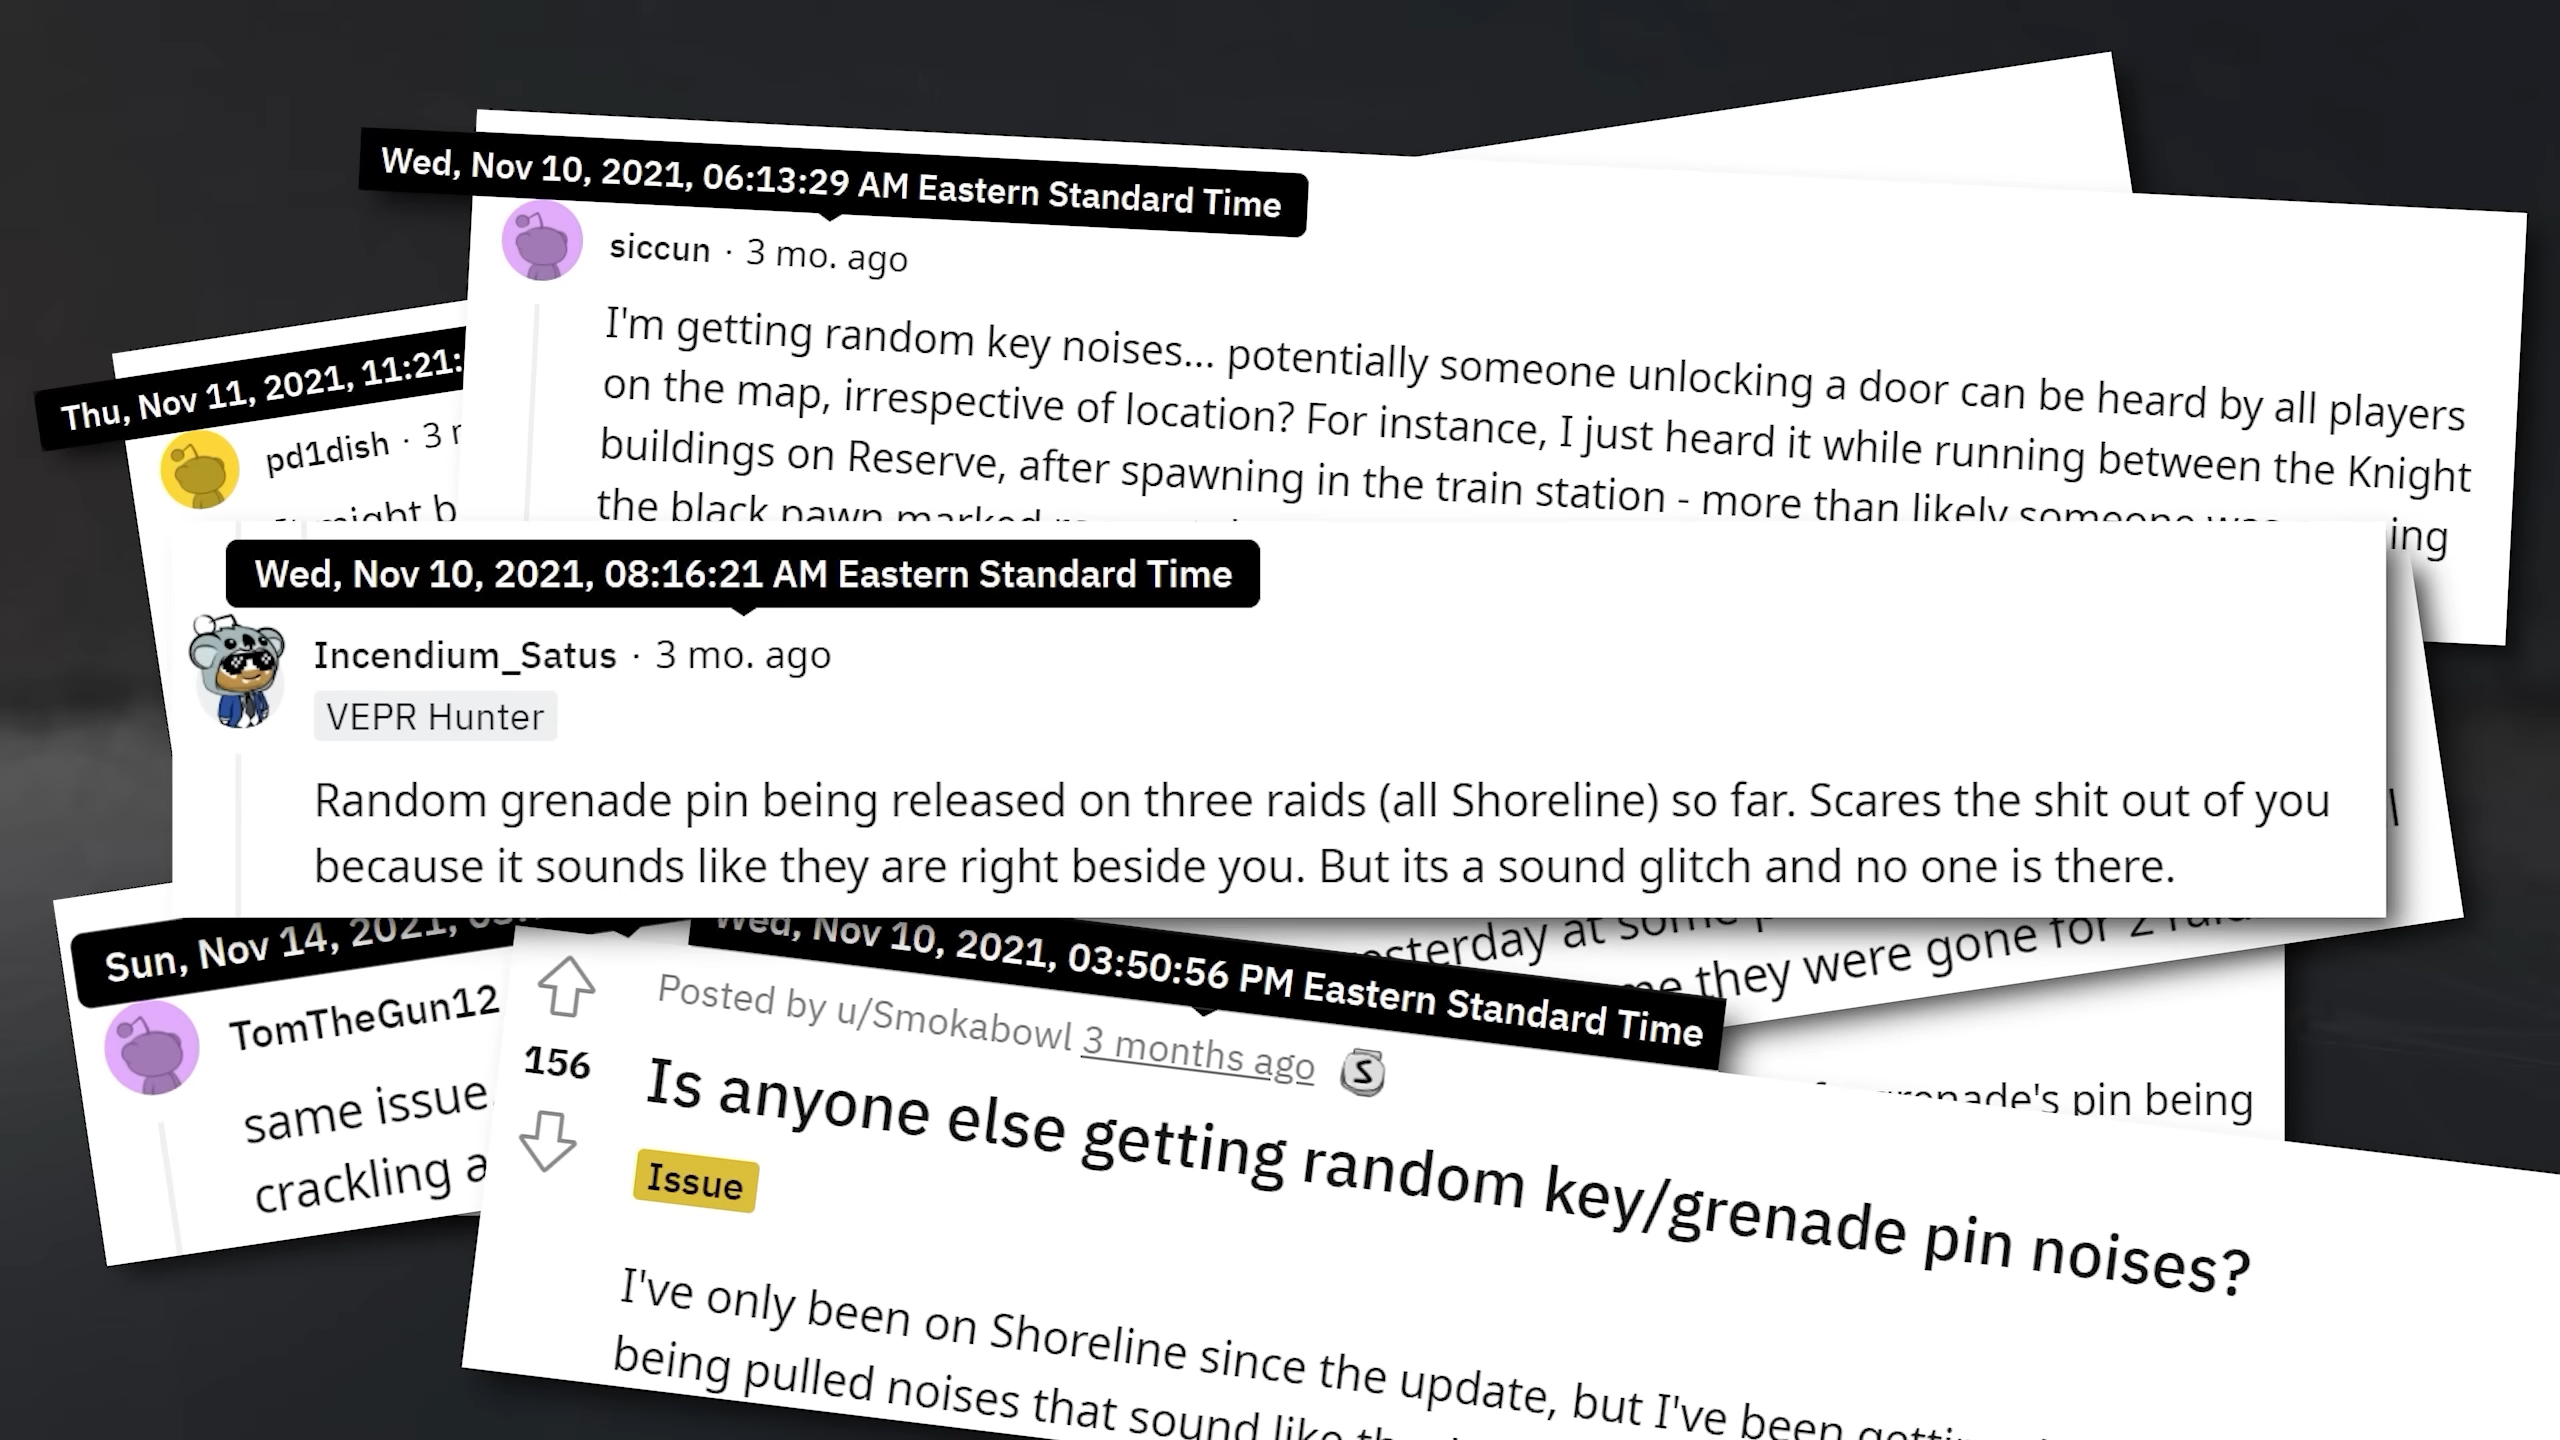 Wed, Nov 10, 2021, 06:13:29 AM Eastern Standard Time
siccun · 3 mo. ago
I'm getting random key noises... potentially someone unlocking a door can be heard by all players
on the map, irrespective of location? For instance, I just heard it while running between the Knight
buildings on Reserve, after spawning in the train station - more than likely someone was
the black pawn marked
Thu, Nov 11, 2021, 11:21:
pd1dish · 3
might b
Wed, Nov 10, 2021, 08:16:21 AM Eastern Standard Time
Incendium_Satus · 3 mo. ago
VEPR Hunter
Random grenade pin being released on three raids (all Shoreline) so far. Scares the shit out of you
because it sounds like they are right beside you. But its a sound glitch and no one is there.
at some
they were gone for 2
grenade's pin being
Sun, Nov 14, 2021,
TomTheGun12
same issue
crackling a
Wed, Nov 10, 2021, 03:50:56 PM Eastern Standard Time
Posted by u/Smokabowl 3 months ago
156
Is anyone else getting random key/grenade pin noises?
Issue
I've only been on Shoreline since the update, but I've been
being pulled noises that sound like